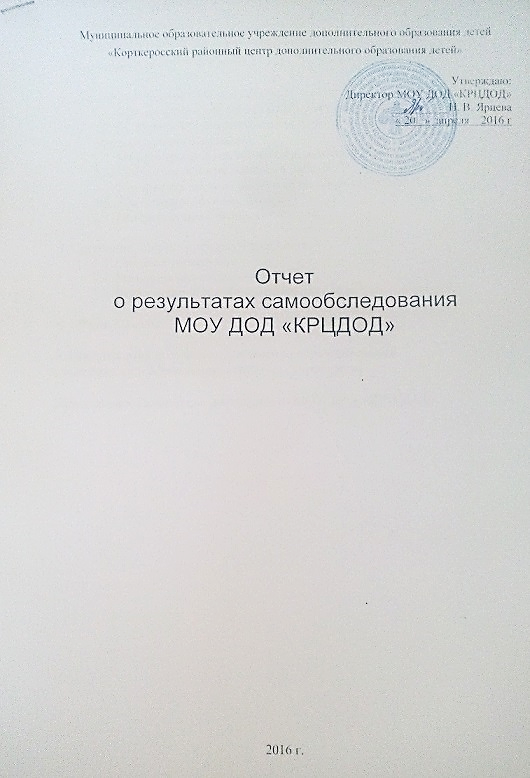 Муниципальное образовательное учреждение дополнительного образования детей
«Корткеросский районный центр дополнительного образования детей»
Утверждаю:
Директор МОУ ДОД «КРЦДОД»
Н. В. Ярцева
« 20 » апреля 2016 г
Отчет
о результатах самообследования
МОУ ДОД «КРЦДОД»
2016 г.